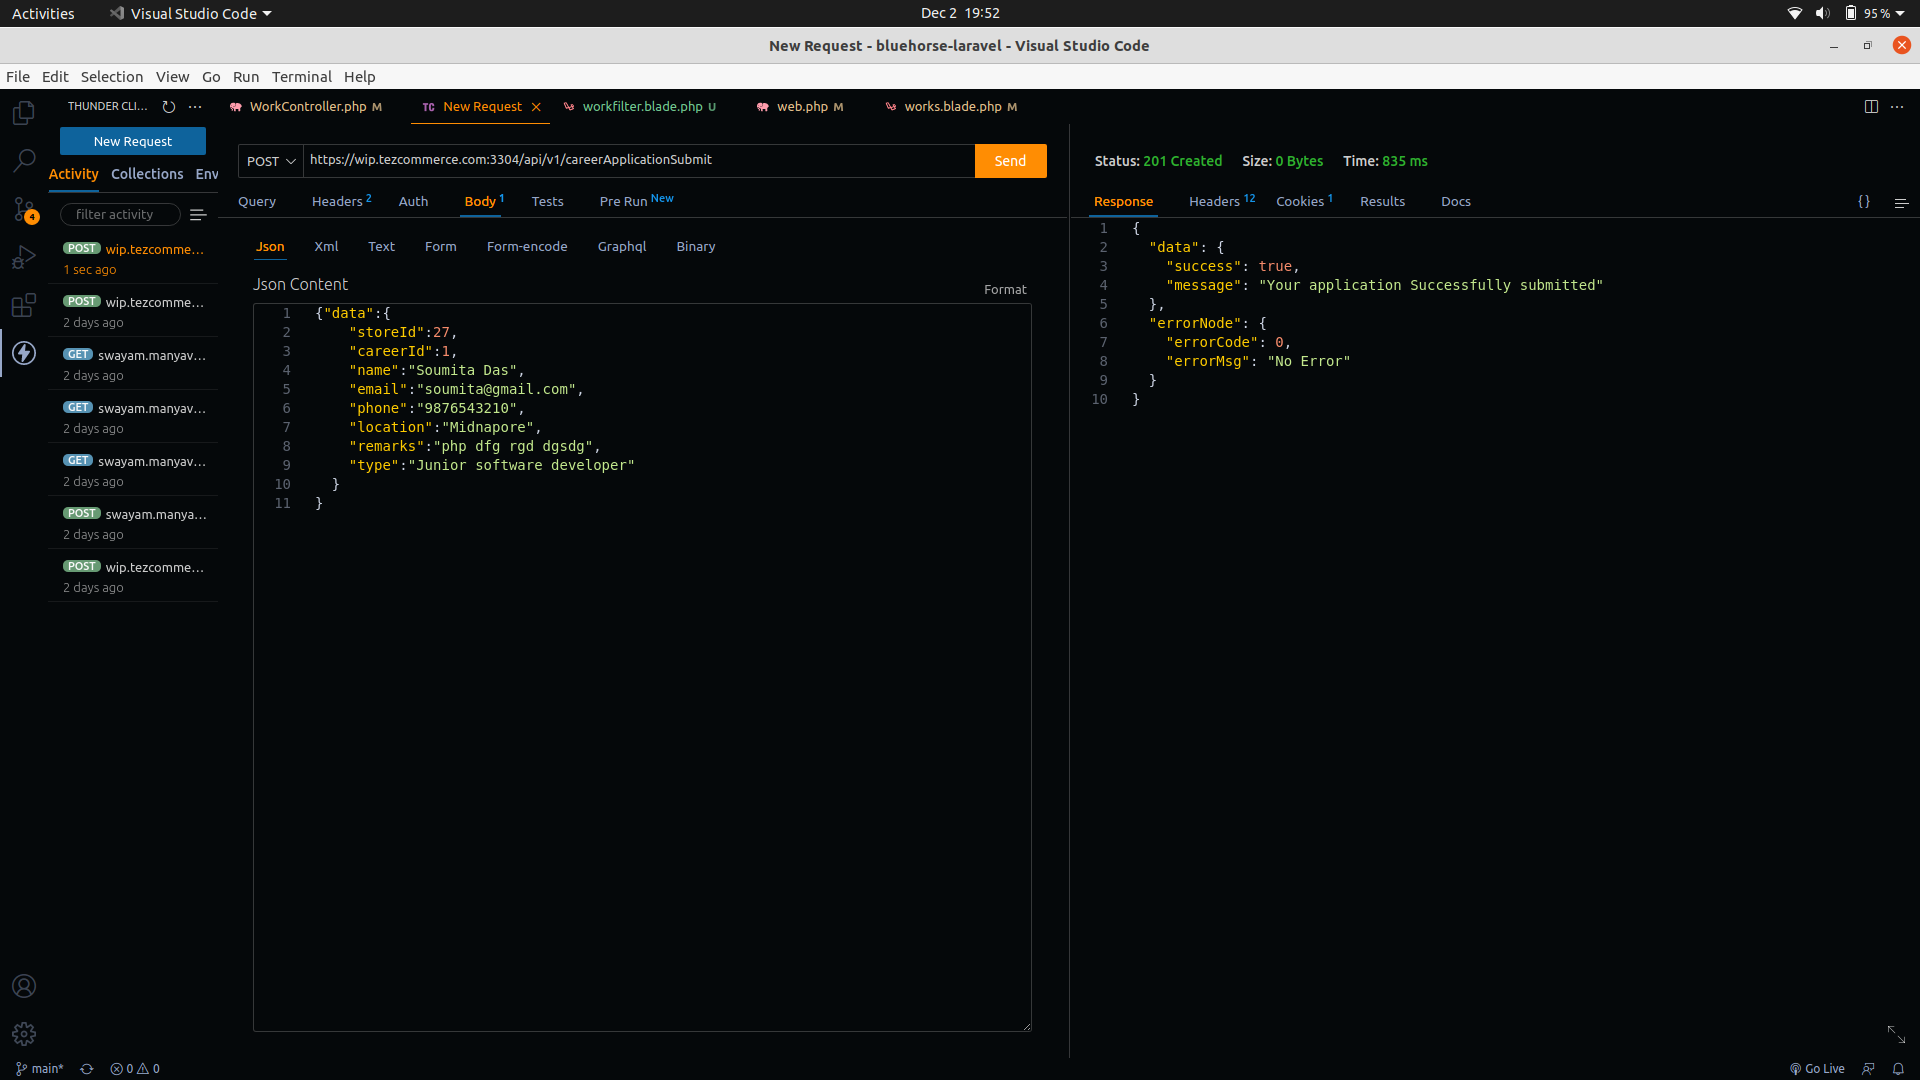 Activities Visual Studio Code Dec 2 19:52 95 %
New Request - bluehorse-laravel - Visual Studio Code
File Edit Selection View Go Run Terminal Help
THUNDER CLI... ··· WorkController.php M TC New Request workfilter.blade.php U web.php M works.blade.php M ···
New Request
POST https://wip.tezcommerce.com:3304/api/v1/careerApplicationSubmit Send
Status: 201 Created Size: 0 Bytes Time: 835 ms
Activity Collections Env
Query Headers 2 Auth Body 1 Tests Pre Run New
Response Headers 12 Cookies 1 Results Docs {}
filter activity
4
POST wip.tezcomme...
1 sec ago
POST wip.tezcomme...
2 days ago
GET swayam.manyav...
2 days ago
GET swayam.manyav...
2 days ago
GET swayam.manyav...
2 days ago
POST swayam.manya...
2 days ago
POST wip.tezcomme...
2 days ago
Json Xml Text Form Form-encode Graphql Binary
Json Content Format
1 {"data":{
2 "storeId":27,
3 "careerId":1,
4 "name":"Soumita Das",
5 "email":"soumita@gmail.com",
6 "phone":"9876543210",
7 "location":"Midnapore",
8 "remarks":"php dfg rgd dgsdg",
9 "type":"Junior software developer"
10 }
11 }
1 {
2 "data": {
3 "success": true,
4 "message": "Your application Successfully submitted"
5 },
6 "errorNode": {
7 "errorCode": 0,
8 "errorMsg": "No Error"
9 }
10 }
main* 0 0 Go Live